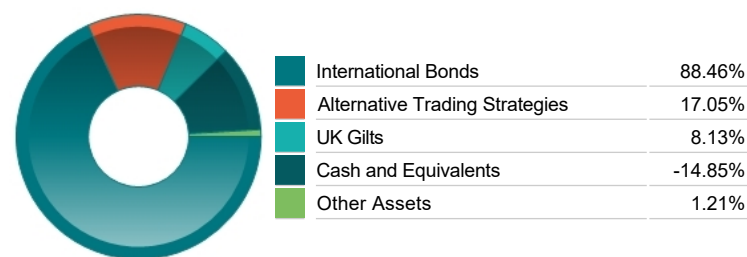 International Bonds 88.46%
Alternative Trading Strategies 17.05%
UK Gilts 8.13%
Cash and Equivalents -14.85%
Other Assets 1.21%